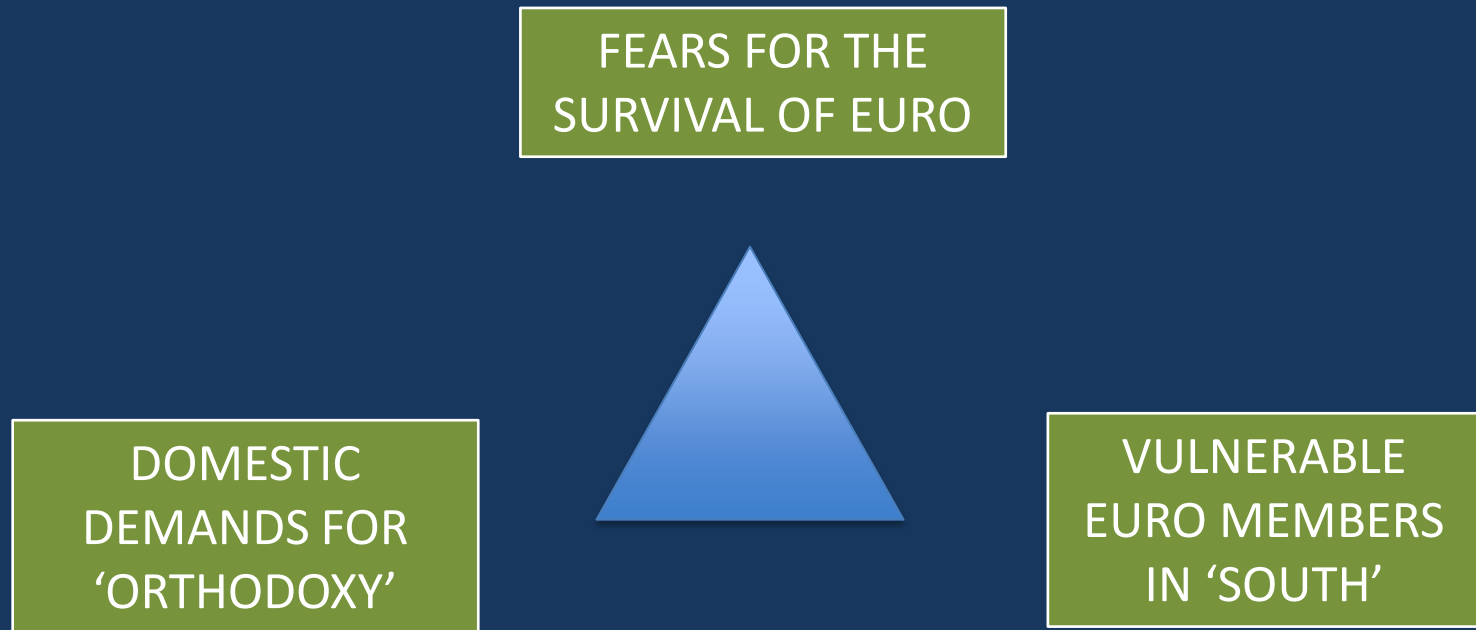 FEARS FOR THE
SURVIVAL OF EURO
DOMESTIC
DEMANDS FOR
‘ORTHODOXY’
VULNERABLE
EURO MEMBERS
IN ‘SOUTH’